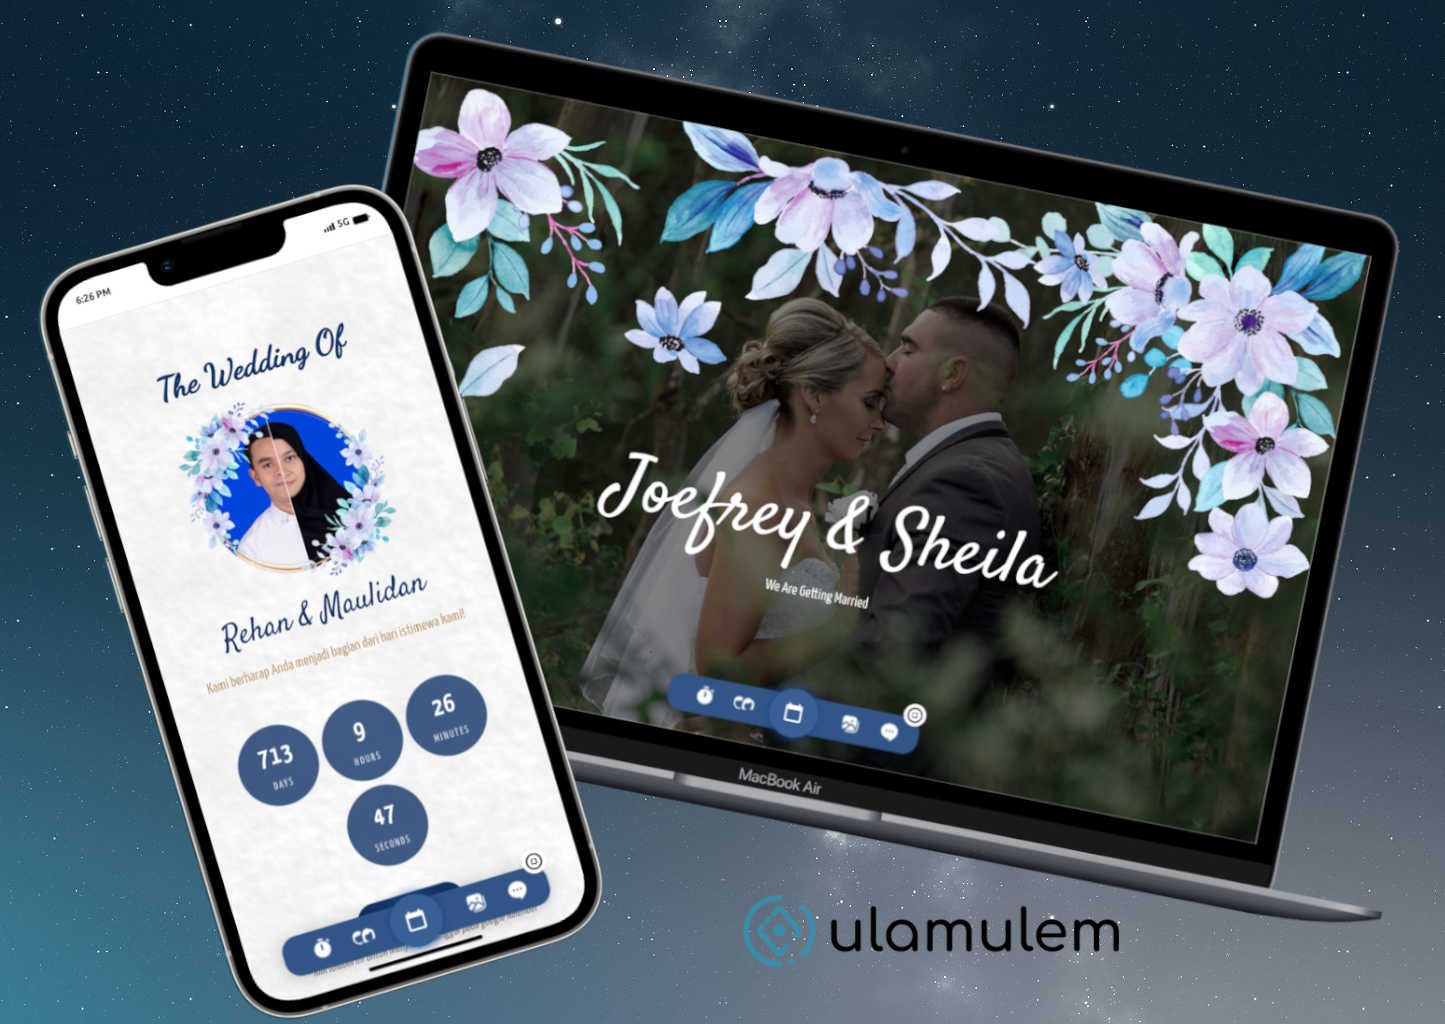 6:26 PM
5G
The Wedding Of
Rehan & Maulidan
Kami berharap Anda menjadi bagian dari hari istimewa kami!
713
DAYS
9
HOURS
26
MINUTES
47
SECONDS
Joefrey & Sheila
We Are Getting Married
MacBook Air
ulamulem